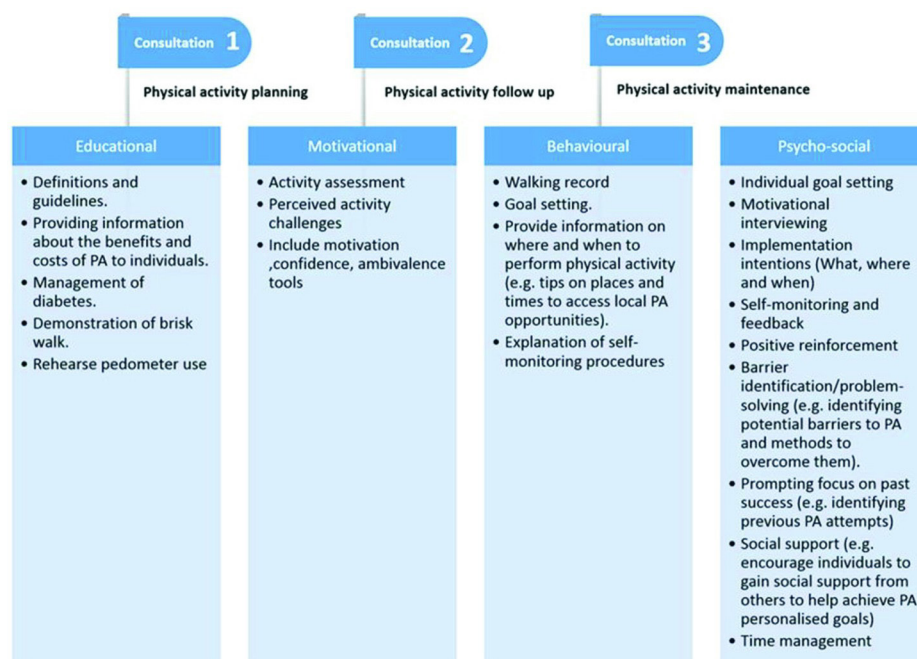 Consultation 1
Physical activity planning
Consultation 2
Physical activity follow up
Consultation 3
Physical activity maintenance
Educational
• Definitions and
guidelines.
• Providing information
about the benefits and
costs of PA to individuals.
• Management of
diabetes.
• Demonstration of brisk
walk.
• Rehearse pedometer use
Motivational
• Activity assessment
• Perceived activity
challenges
• Include motivation
,confidence, ambivalence
tools
Behavioural
• Walking record
• Goal setting.
• Provide information on
where and when to
perform physical activity
(e.g. tips on places and
times to access local PA
opportunities).
• Explanation of self-
monitoring procedures
Psycho-social
• Individual goal setting
• Motivational
interviewing
• Implementation
intentions (What, where
and when)
• Self-monitoring and
feedback
• Positive reinforcement
• Barrier
identification/problem-
solving (e.g. identifying
potential barriers to PA
and methods to
overcome them).
• Prompting focus on past
success (e.g. identifying
previous PA attempts)
• Social support (e.g.
encourage individuals to
gain social support from
others to help achieve PA
personalised goals)
• Time management